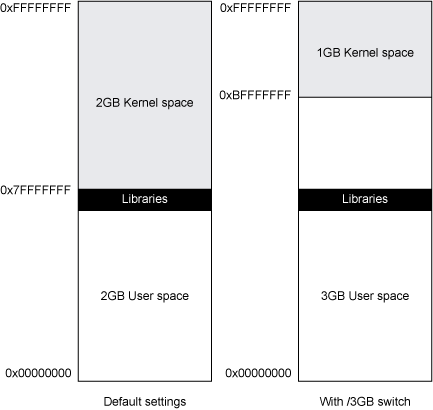 0xFFFFFFFF
2GB Kernel space
0x7FFFFFFF
Libraries
2GB User space
0x00000000
Default settings
0xFFFFFFFF
1GB Kernel space
0xBFFFFFFF
Libraries
3GB User space
0x00000000
With /3GB switch